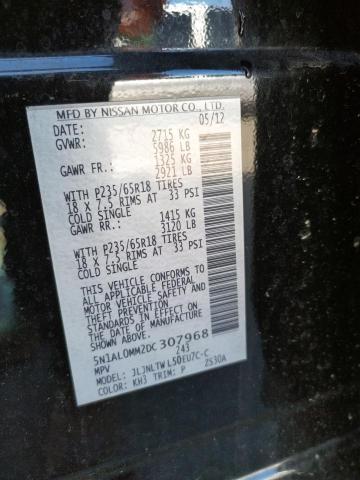 MFD BY NISSAN MOTOR CO., LTD.
DATE: 05/12
GVWR: 2715 KG
5986 LB
GAWR FR.: 1325 KG
2921 LB
WITH P235/65R18 TIRES
18 X 7.5 RIMS AT 33 PSI
COLD SINGLE
GAWR RR.: 1415 KG
3120 LB
WITH P235/65R18 TIRES
18 X 7.5 RIMS AT 33 PSI
COLD SINGLE
THIS VEHICLE CONFORMS TO
ALL APPLICABLE FEDERAL
MOTOR VEHICLE SAFETY AND
THEFT PREVENTION
STANDARDS IN EFFECT ON
THE DATE OF MANUFACTURE
SHOWN ABOVE.
5N1AL0MM2DC307968
MPV 243
MODEL: JLJNLTWL50EU7C-C
COLOR: KH3 TRIM: P 2S30A